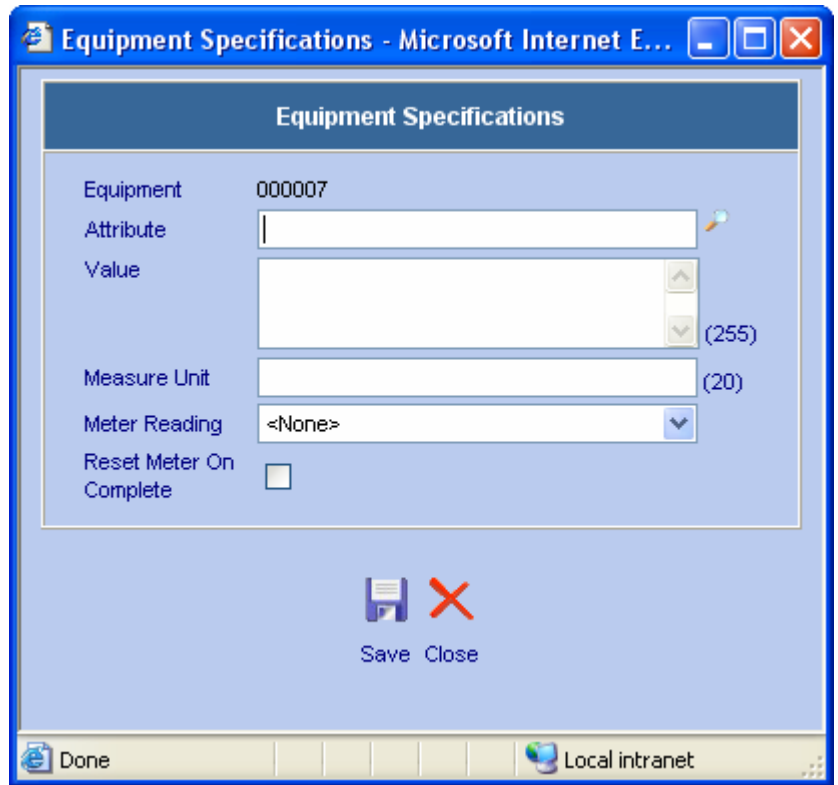 Equipment Specifications - Microsoft Internet E...
Equipment Specifications
Equipment 000007
Attribute
Value
(255)
Measure Unit (20)
Meter Reading <None>
Reset Meter On
Complete
Save Close
Done Local intranet